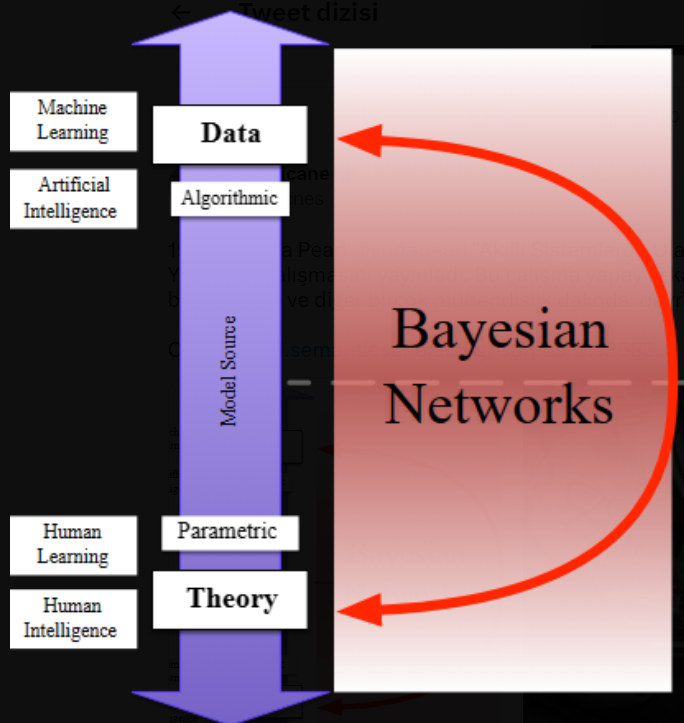 Tweet dizisi
Machine
Learning
Data
Artificial
Intelligence
Algorithmic
Model Source
Bayesian
Networks
Human
Learning
Parametric
Human
Intelligence
Theory